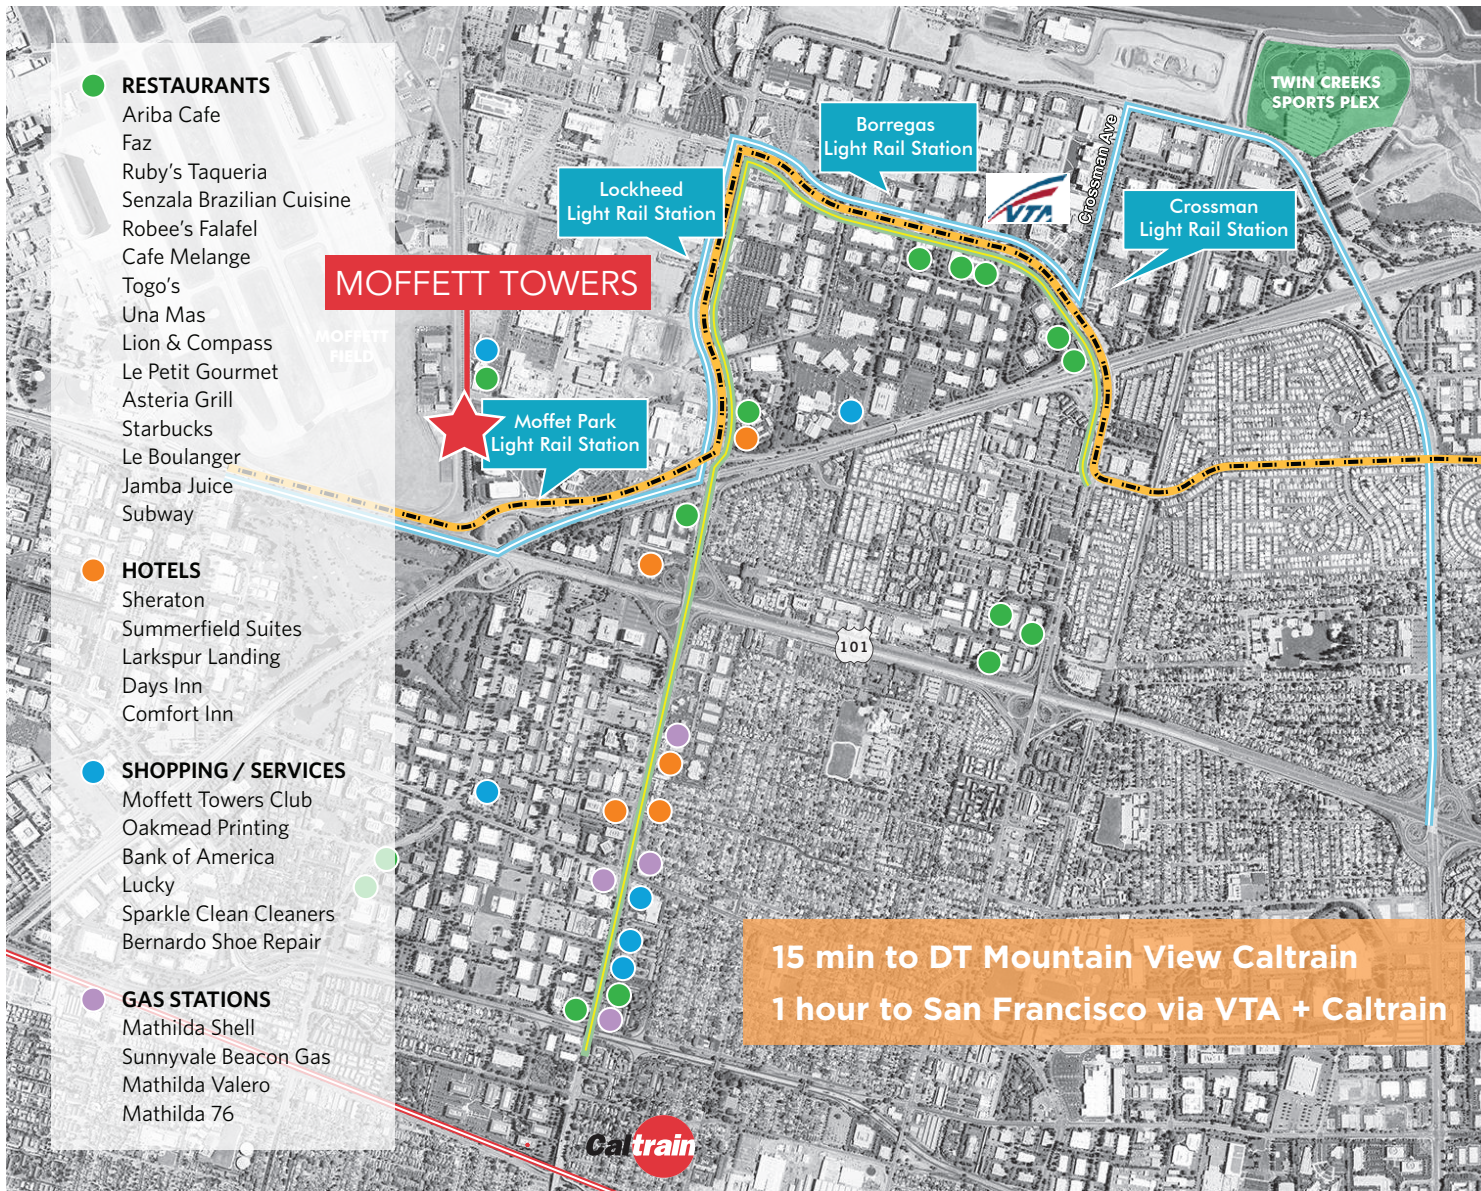 RESTAURANTS
Ariba Cafe
Faz
Ruby's Taqueria
Senzala Brazilian Cuisine
Robee's Falafel
Cafe Melange
Togo's
Una Mas
Lion & Compass
Le Petit Gourmet
Asteria Grill
Starbucks
Le Boulanger
Jamba Juice
Subway
HOTELS
Sheraton
Summerfield Suites
Larkspur Landing
Days Inn
Comfort Inn
SHOPPING / SERVICES
Moffett Towers Club
Oakmead Printing
Bank of America
Lucky
Sparkle Clean Cleaners
Bernardo Shoe Repair
GAS STATIONS
Mathilda Shell
Sunnyvale Beacon Gas
Mathilda Valero
Mathilda 76
MOFFETT
FIELD
MOFFETT TOWERS
Moffet Park
Light Rail Station
Lockheed
Light Rail Station
Borregas
Light Rail Station
VTA
Crossman Ave
Crossman
Light Rail Station
TWIN CREEKS
SPORTS PLEX
101
15 min to DT Mountain View Caltrain
1 hour to San Francisco via VTA + Caltrain
Caltrain